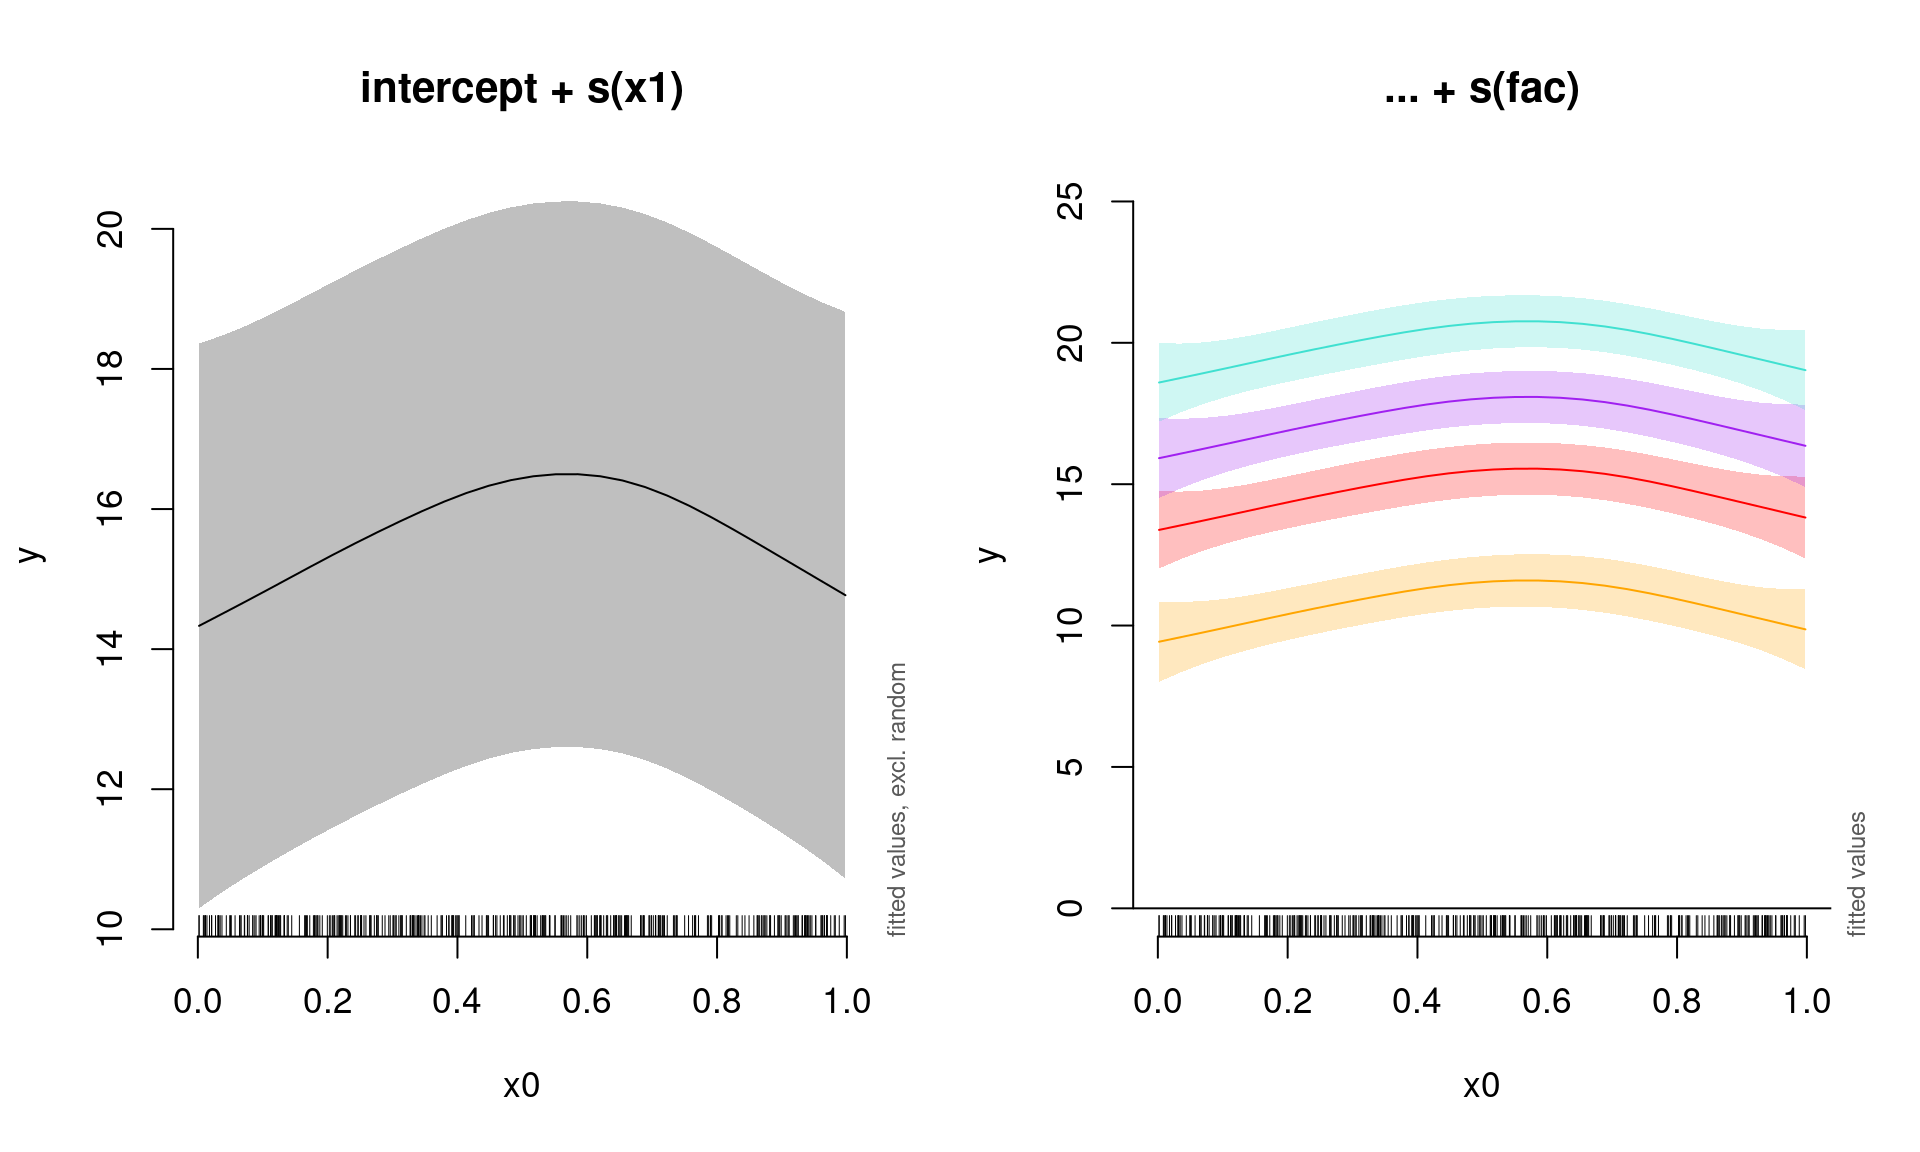 intercept + s(x1)
y
20
18
16
14
12
10
0.0 0.2 0.4 0.6 0.8 1.0
x0
fitted values, excl. random
... + s(fac)
y
25
20
15
10
5
0
0.0 0.2 0.4 0.6 0.8 1.0
x0
fitted values